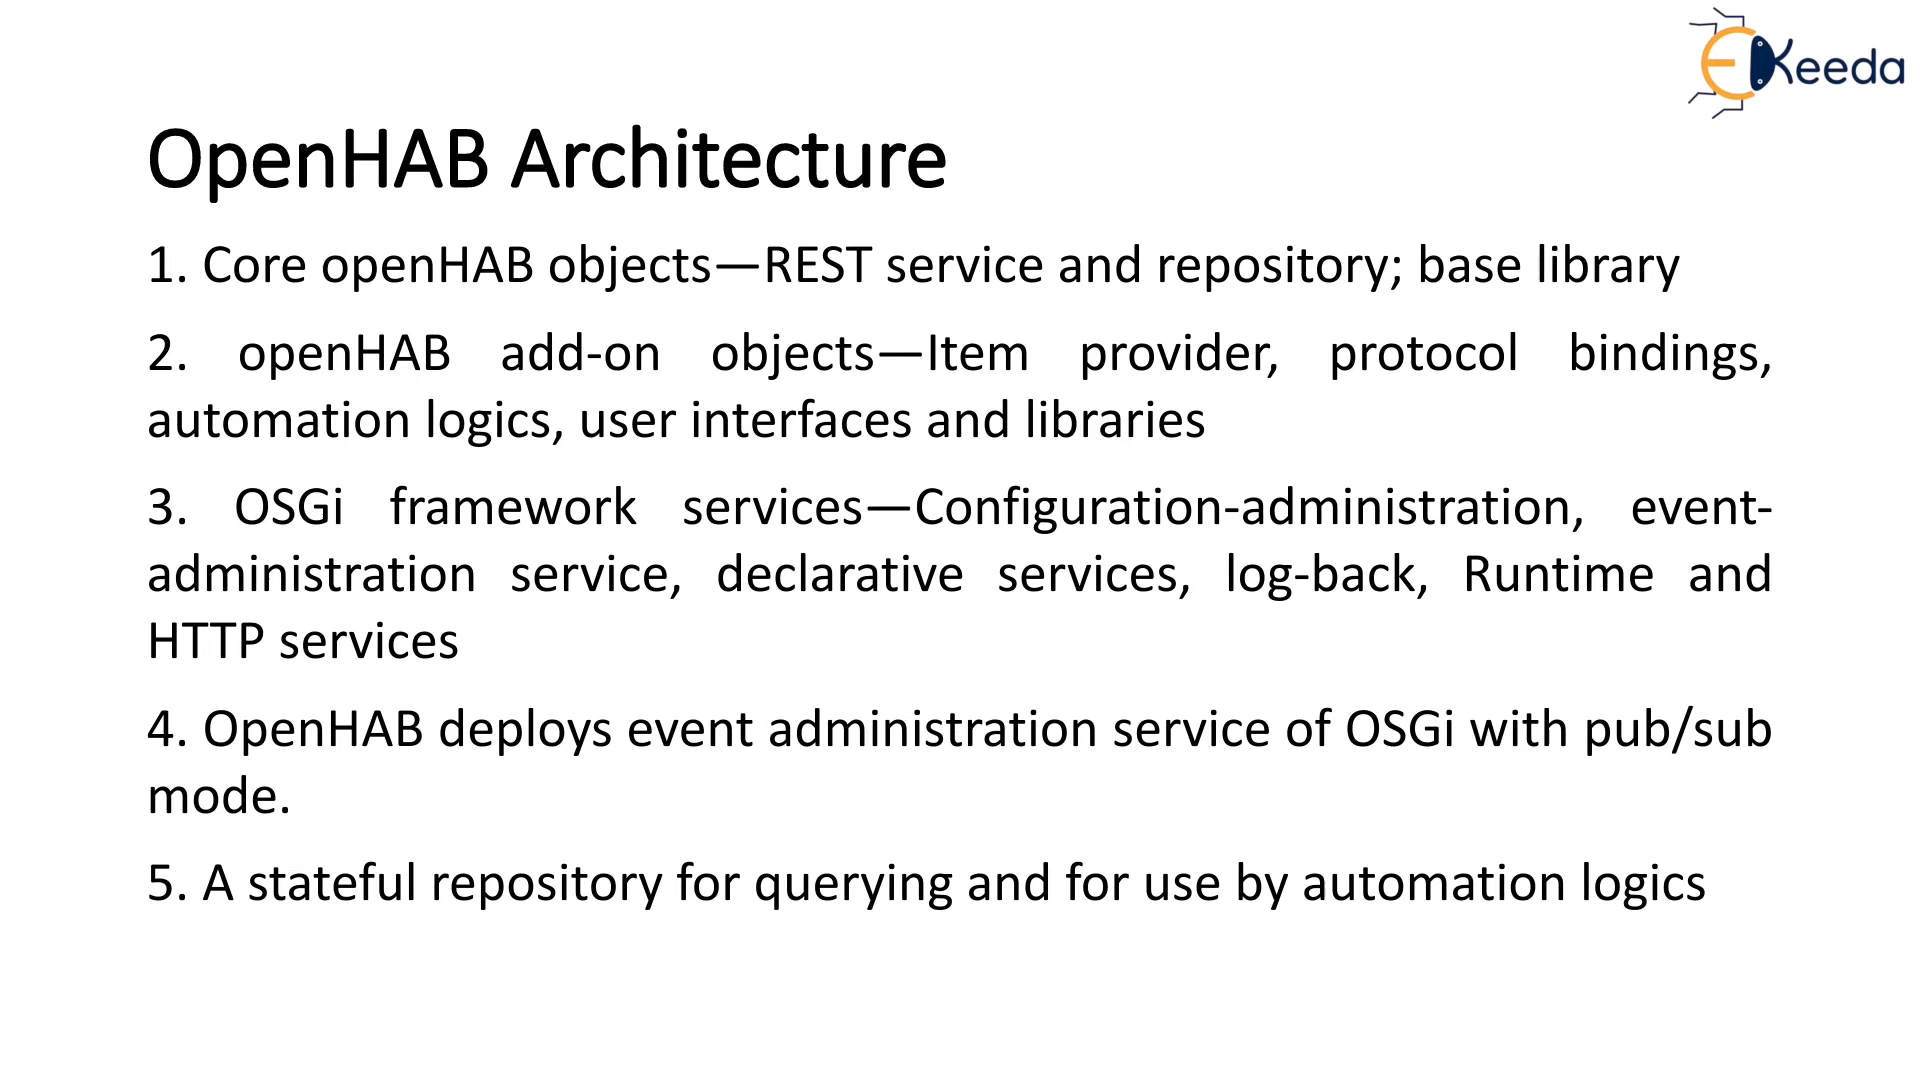 EKeeda
OpenHAB Architecture
1. Core openHAB objects—REST service and repository; base library
2. openHAB add-on objects—Item provider, protocol bindings,
automation logics, user interfaces and libraries
3. OSGi framework services—Configuration-administration, event-
administration service, declarative services, log-back, Runtime and
HTTP services
4. OpenHAB deploys event administration service of OSGi with pub/sub
mode.
5. A stateful repository for querying and for use by automation logics